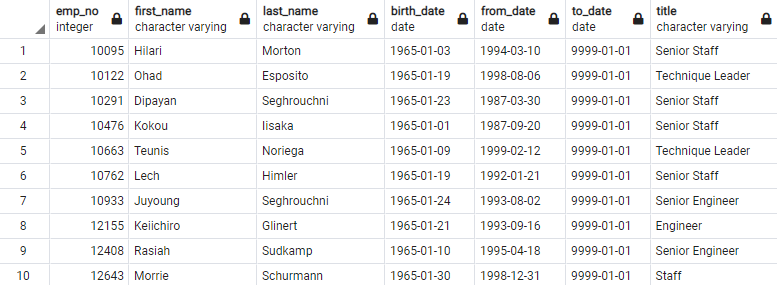 emp_no first_name last_name birth_date from_date to_date title
integer character varying character varying date date date character varying
1 10095 Hilari Morton 1965-01-03 1994-03-10 9999-01-01 Senior Staff
2 10122 Ohad Esposito 1965-01-19 1998-08-06 9999-01-01 Technique Leader
3 10291 Dipayan Seghrouchni 1965-01-23 1987-03-30 9999-01-01 Senior Staff
4 10476 Kokou Iisaka 1965-01-01 1987-09-20 9999-01-01 Senior Staff
5 10663 Teunis Noriega 1965-01-09 1999-02-12 9999-01-01 Technique Leader
6 10762 Lech Himler 1965-01-19 1992-01-21 9999-01-01 Senior Staff
7 10933 Juyoung Seghrouchni 1965-01-24 1993-08-02 9999-01-01 Senior Engineer
8 12155 Keiichiro Glinert 1965-01-21 1993-09-16 9999-01-01 Engineer
9 12408 Rasiah Sudkamp 1965-01-10 1995-04-18 9999-01-01 Senior Engineer
10 12643 Morrie Schurmann 1965-01-30 1998-12-31 9999-01-01 Staff